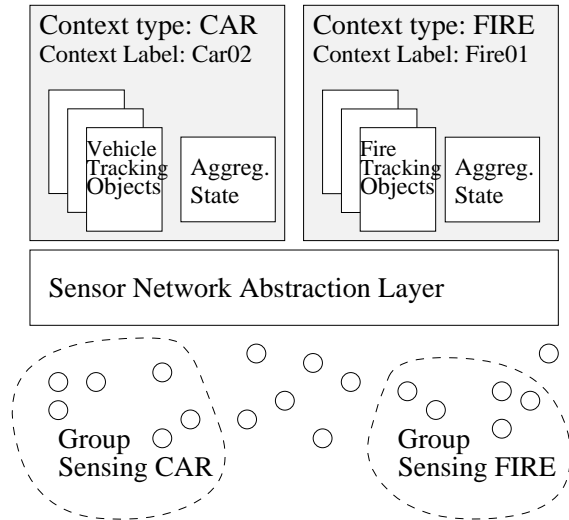 Context type: CAR
Context Label: Car02
Vehicle
Tracking
Objects
Aggreg.
State
Context type: FIRE
Context Label: Fire01
Fire
Tracking
Objects
Aggreg.
State
Sensor Network Abstraction Layer
Group
Sensing CAR
Group
Sensing FIRE